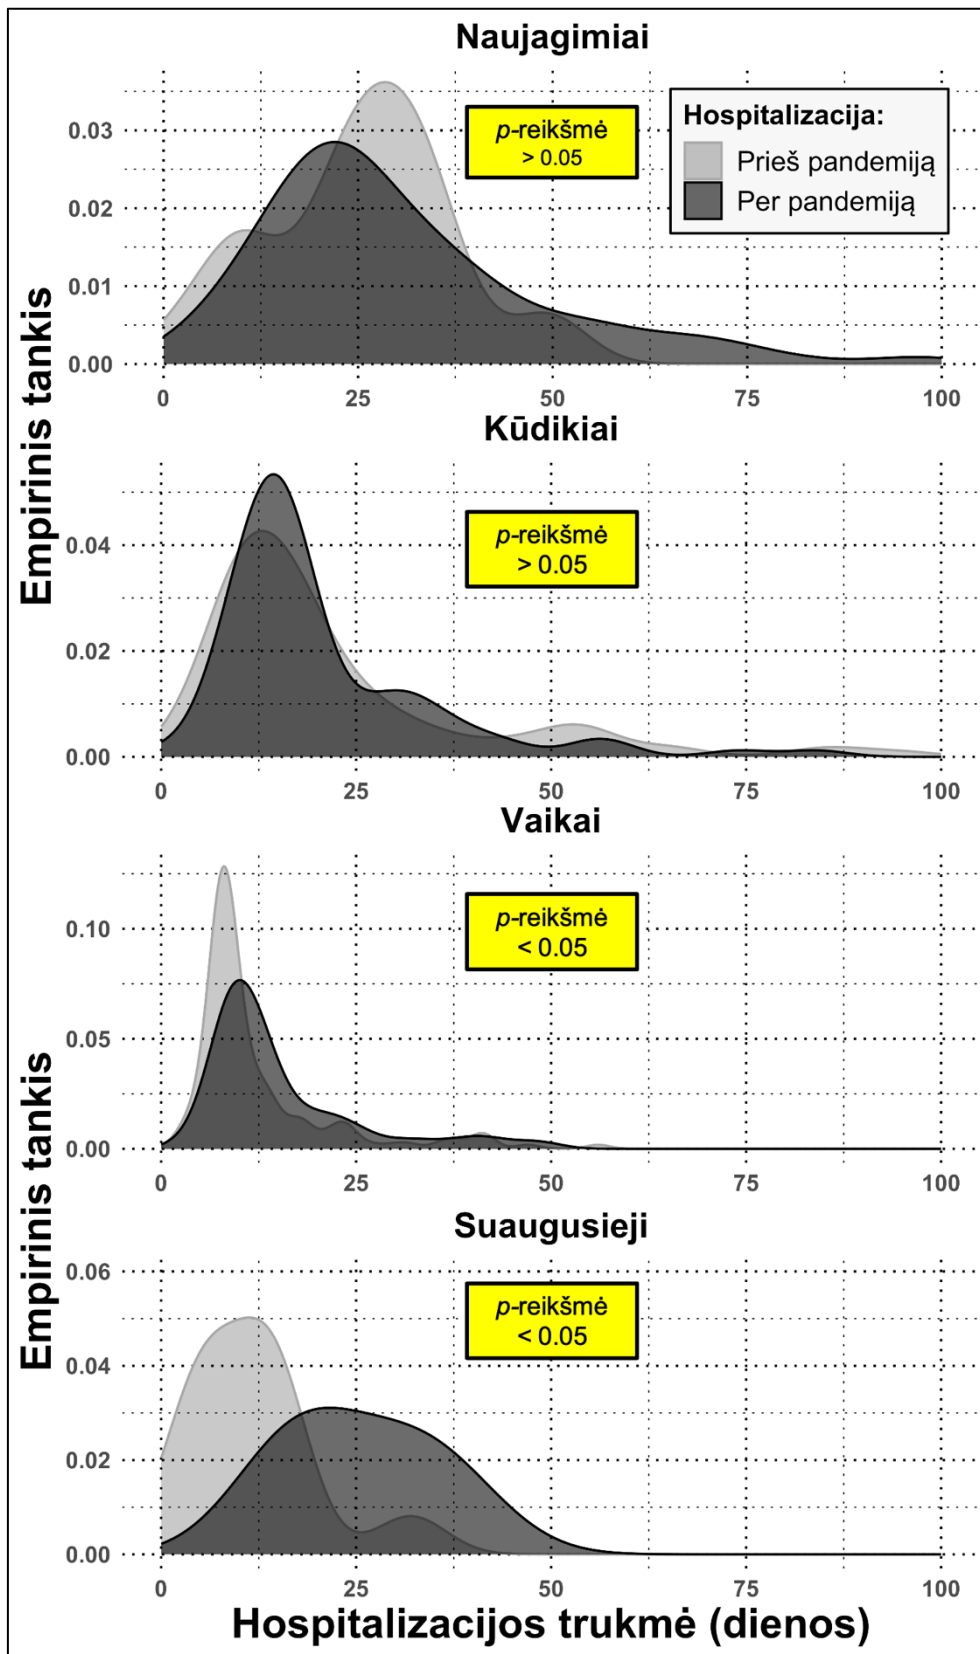 Naujagimiai
p-reikšmė
> 0.05
Hospitalizacija:
Prieš pandemiją
Per pandemiją
0.03
0.02
0.01
0.00
0 25 50 75 100
Empirinis tankis
Kūdikiai
p-reikšmė
> 0.05
0.04
0.02
0.00
0 25 50 75 100
Vaikai
p-reikšmė
< 0.05
0.10
0.05
0.00
0 25 50 75 100
Empirinis tankis
Suaugusieji
p-reikšmė
< 0.05
0.06
0.04
0.02
0.00
0 25 50 75 100
Hospitalizacijos trukmė (dienos)